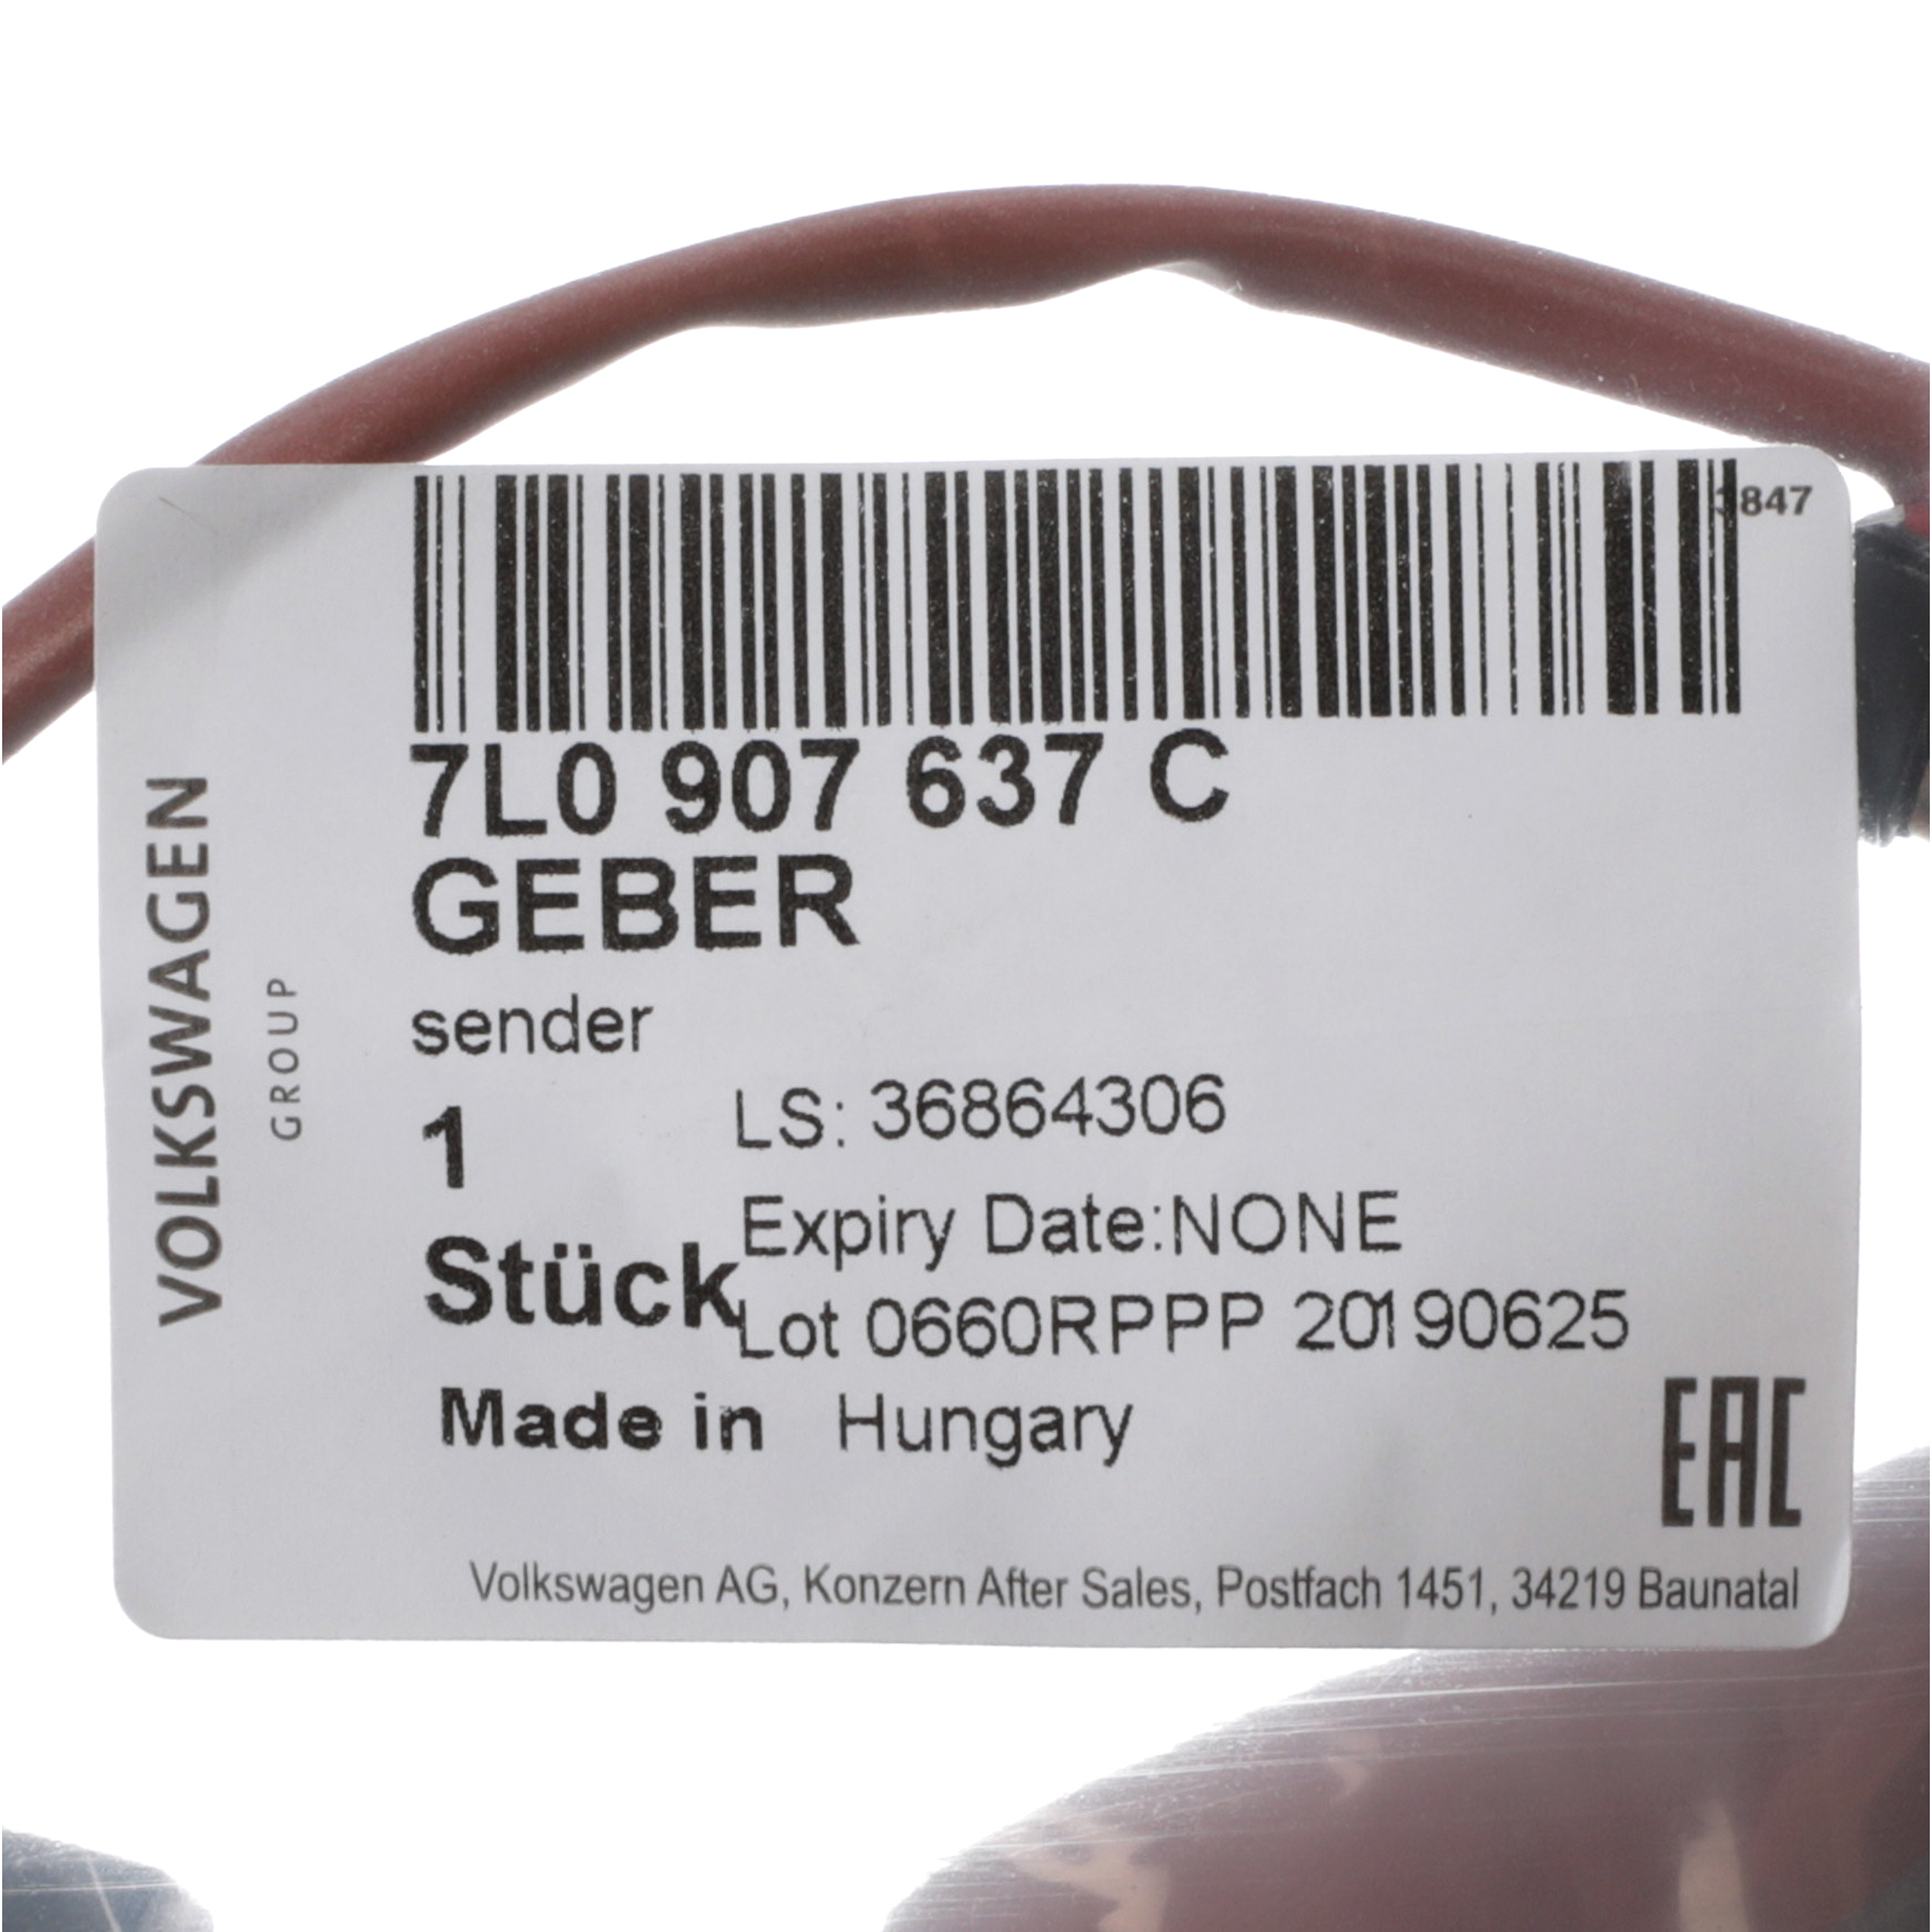 3847
7L0 907 637 C
GEBER
sender
1
LS: 36864306
Expiry Date:NONE
Stück
Lot 0660RPPP 20190625
Made in Hungary
EAC
Volkswagen AG, Konzern After Sales, Postfach 1451, 34219 Baunatal
VOLKSWAGEN
GROUP